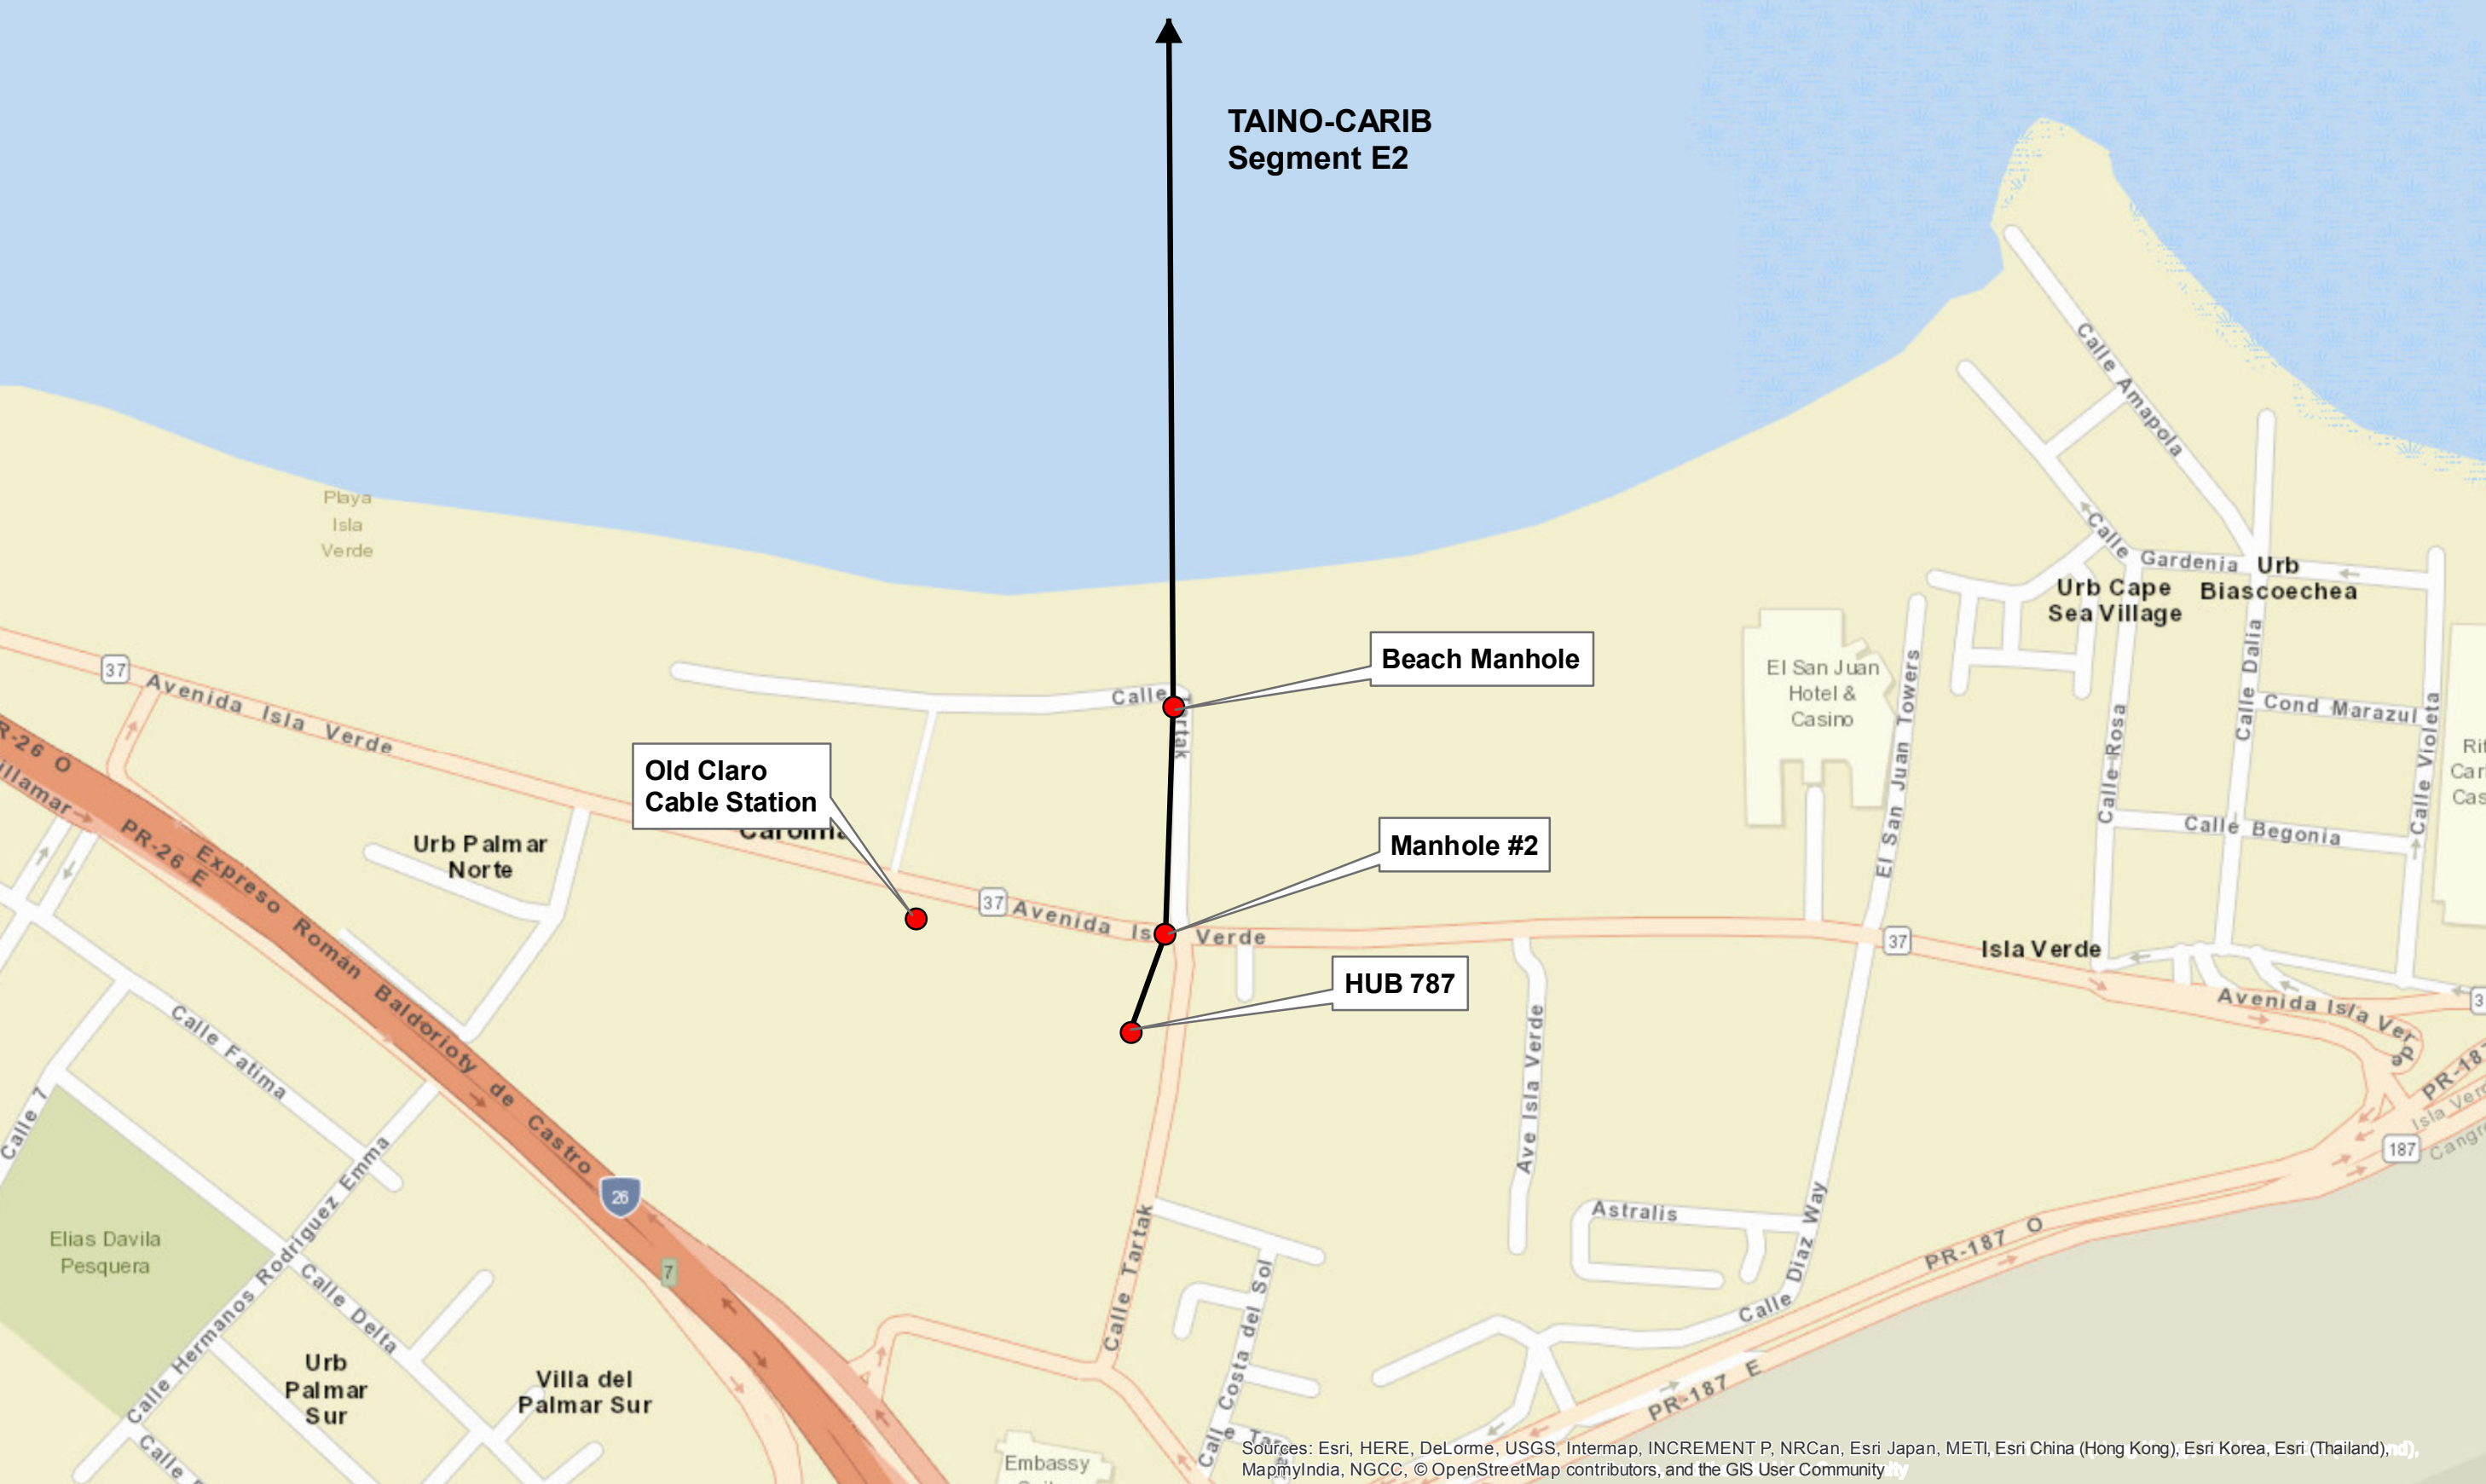 TAINO-CARIB
Segment E2
Calle Amapola
Playa
Isla
Verde
Calle Gardenia
Urb
Biascoechea
Urb Cape
Sea Village
Beach Manhole
El San Juan
Hotel &
Casino
El San Juan Towers
Calle Dalia
Calle Rosa
Cond Marazul
Calle Violeta
Calle Begonia
37
Avenida Isla Verde
Calle Tartak
Old Claro
Cable Station
Carolina
Manhole #2
Urb Palmar
Norte
PR-26 E
Expreso Román Baldorioty de Castro
37
Avenida Isla Verde
37
Isla Verde
Avenida Isla Verde
HUB 787
Ave Isla Verde
Calle Fatima
Calle 7
Calle Hermanos Rodriguez Emma
Elias Davila
Pesquera
26
7
187
Calle Tartak
Astralis
Calle Diaz Way
PR-187 O
PR-187 E
Calle Costa del Sol
Calle Delta
Urb
Palmar
Sur
Villa del
Palmar Sur
Embassy
Sources: Esri, HERE, DeLorme, USGS, Intermap, INCREMENT P, NRCan, Esri Japan, METI, Esri China (Hong Kong), Esri Korea, Esri (Thailand),
MapmyIndia, NGCC, © OpenStreetMap contributors, and the GIS User Community